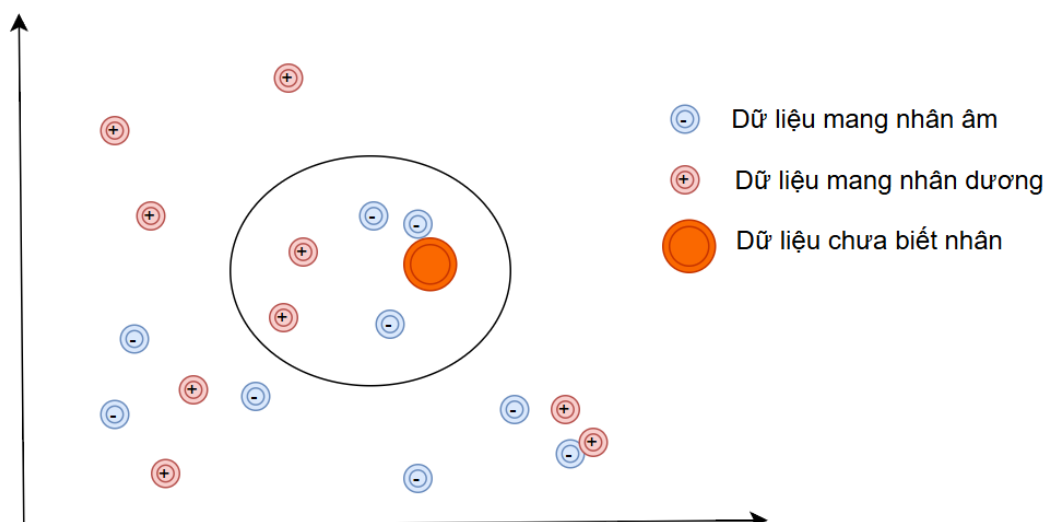 Dữ liệu mang nhân âm
Dữ liệu mang nhân dương
Dữ liệu chưa biết nhân